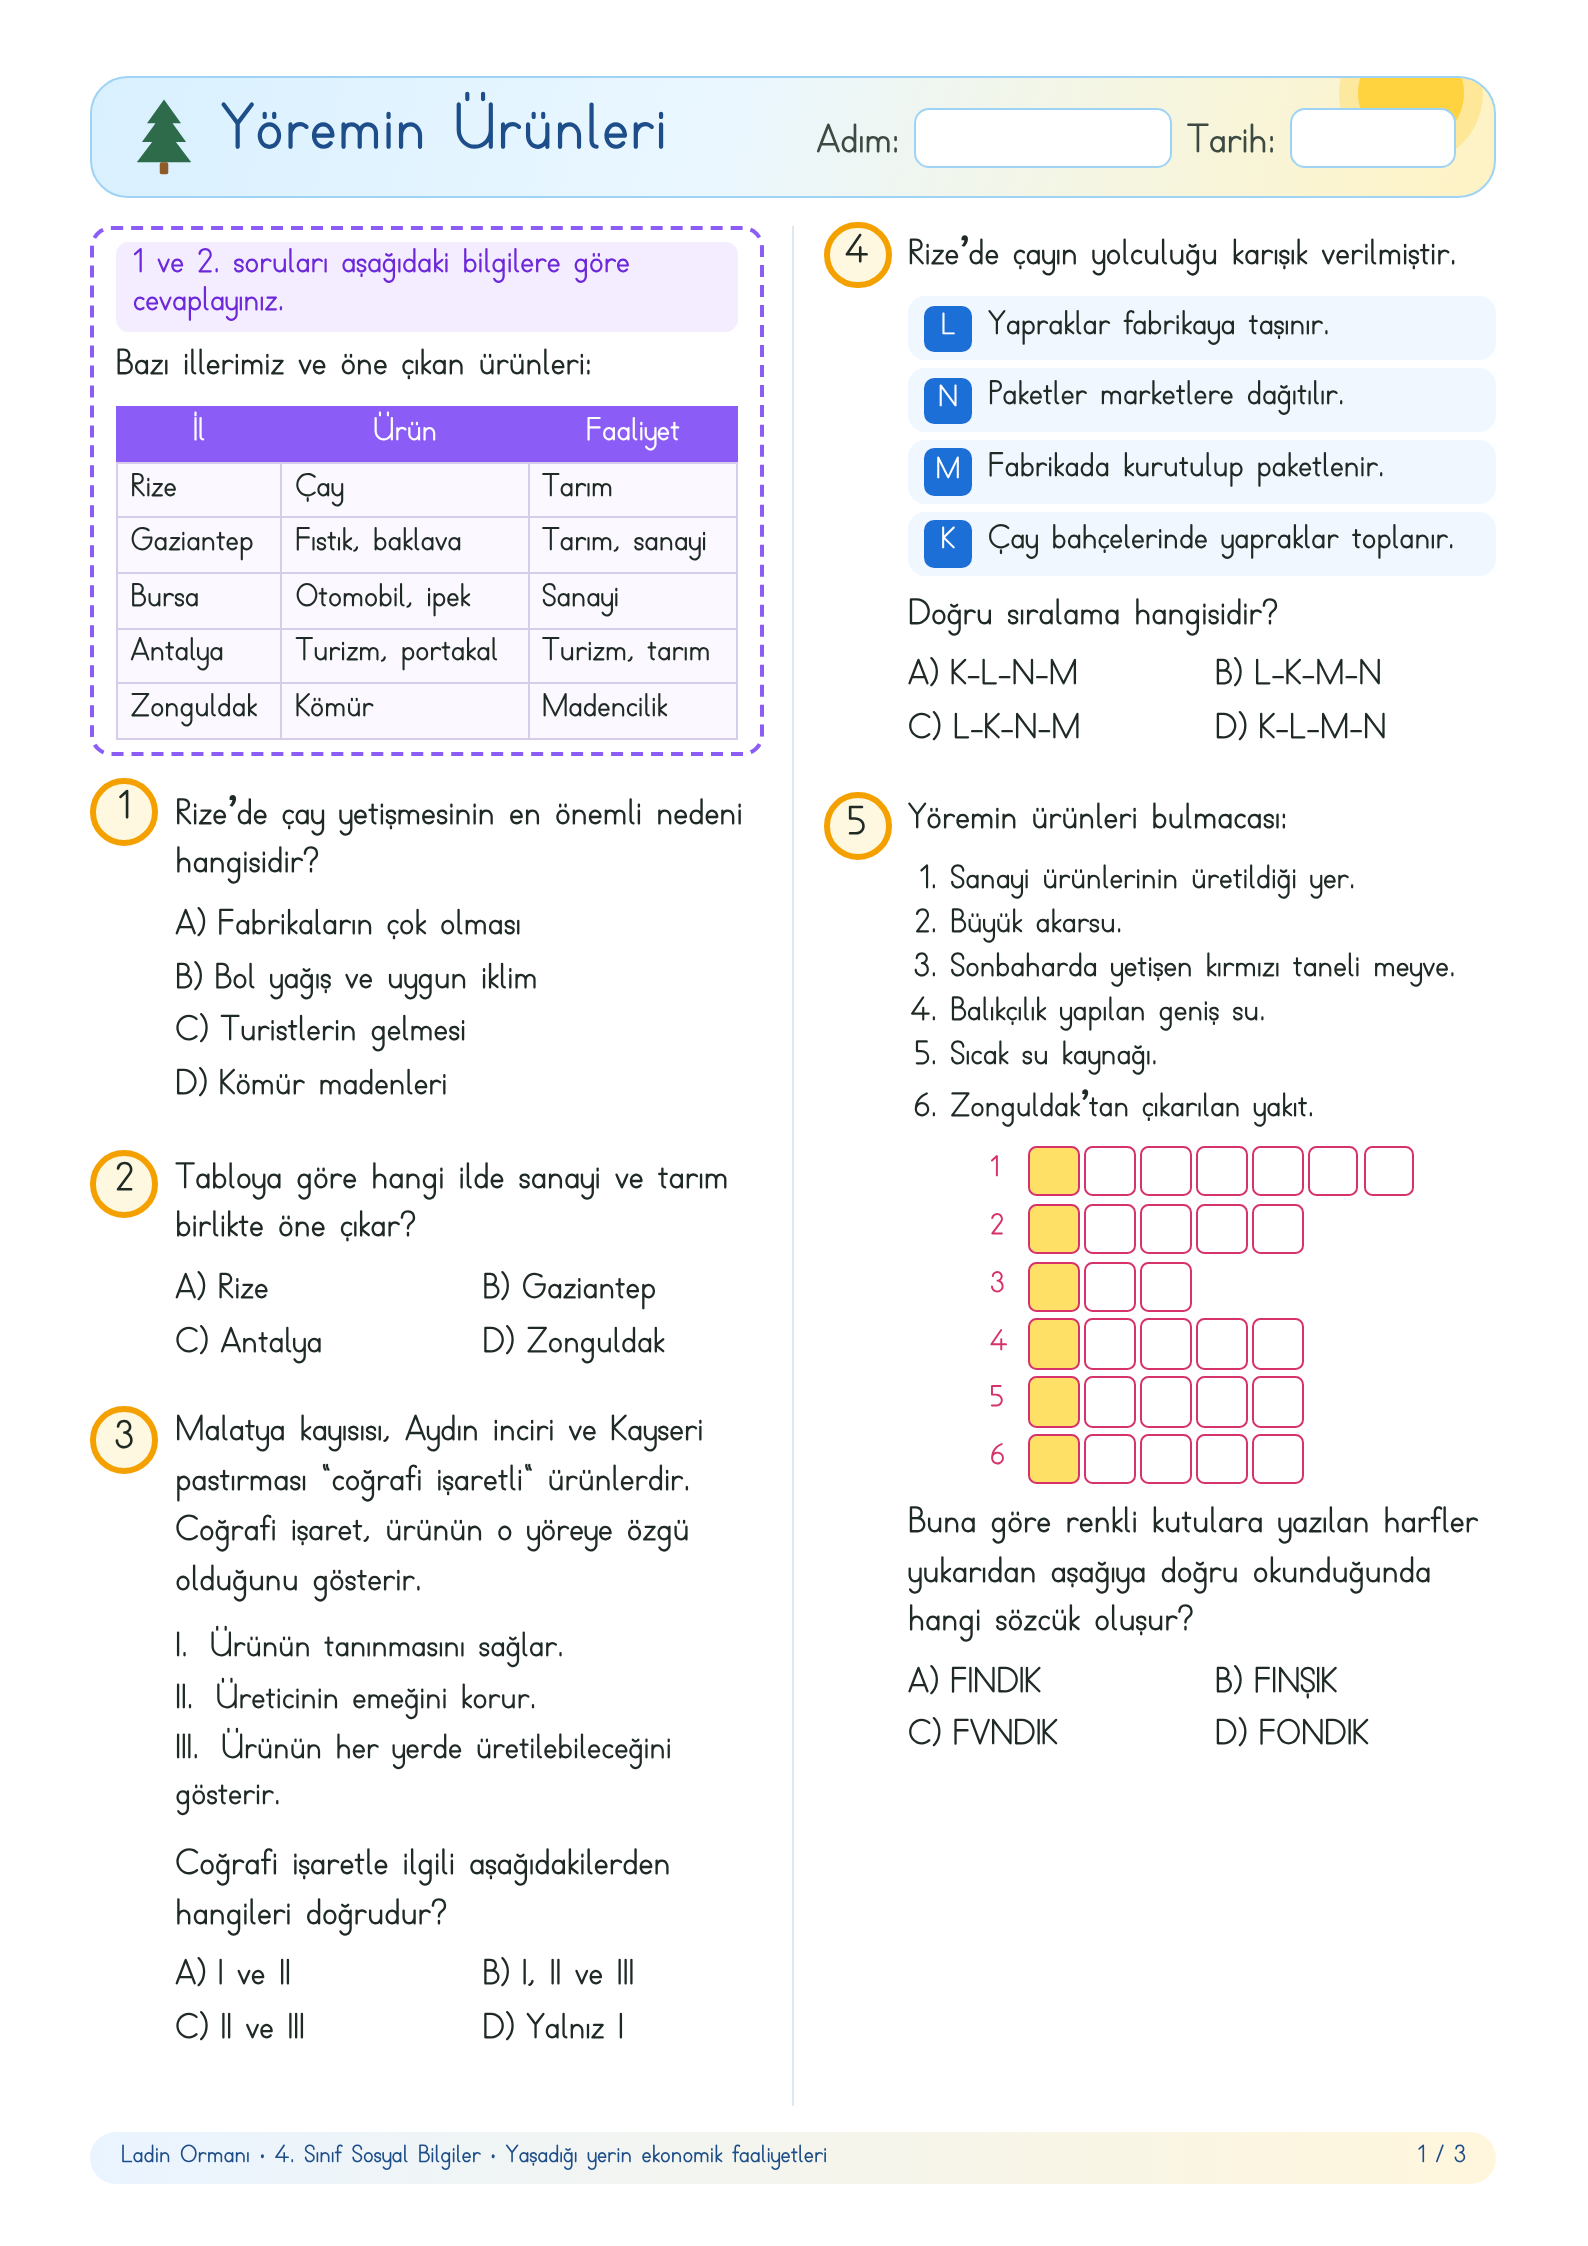 Yöremin Ürünleri
Adım:
Tarih:
1 ve 2. soruları aşağıdaki bilgilere göre
cevaplayınız.
Bazı illerimiz ve öne çıkan ürünleri:
İl Ürün Faaliyet
Rize Çay Tarım
Gaziantep Fıstık, baklava Tarım, sanayi
Bursa Otomobil, ipek Sanayi
Antalya Turizm, portakal Turizm, tarım
Zonguldak Kömür Madencilik
1
Rize’de çay yetişmesinin en önemli nedeni
hangisidir?
A) Fabrikaların çok olması
B) Bol yağış ve uygun iklim
C) Turistlerin gelmesi
D) Kömür madenleri
2
Tabloya göre hangi ilde sanayi ve tarım
birlikte öne çıkar?
A) Rize B) Gaziantep
C) Antalya D) Zonguldak
3
Malatya kayısısı, Aydın inciri ve Kayseri
pastırması “coğrafi işaretli“ ürünlerdir.
Coğrafi işaret, ürünün o yöreye özgü
olduğunu gösterir.
I. Ürünün tanınmasını sağlar.
II. Üreticinin emeğini korur.
III. Ürünün her yerde üretilebileceğini
gösterir.
Coğrafi işaretle ilgili aşağıdakilerden
hangileri doğrudur?
A) I ve II B) I, II ve III
C) II ve III D) Yalnız I
4
Rize’de çayın yolculuğu karışık verilmiştir.
L Yapraklar fabrikaya taşınır.
N Paketler marketlere dağıtılır.
M Fabrikada kurutulup paketlenir.
K Çay bahçelerinde yapraklar toplanır.
Doğru sıralama hangisidir?
A) K-L-N-M B) L-K-M-N
C) L-K-N-M D) K-L-M-N
5
Yöremin ürünleri bulmacası:
1. Sanayi ürünlerinin üretildiği yer.
2. Büyük akarsu.
3. Sonbaharda yetişen kırmızı taneli meyve.
4. Balıkçılık yapılan geniş su.
5. Sıcak su kaynağı.
6. Zonguldak’tan çıkarılan yakıt.
1
2
3
4
5
6
Buna göre renkli kutulara yazılan harfler
yukarıdan aşağıya doğru okunduğunda
hangi sözcük oluşur?
A) FINDIK B) FINŞIK
C) FVNDIK D) FONDIK
Ladin Ormanı • 4. Sınıf Sosyal Bilgiler • Yaşadığı yerin ekonomik faaliyetleri
1 / 3